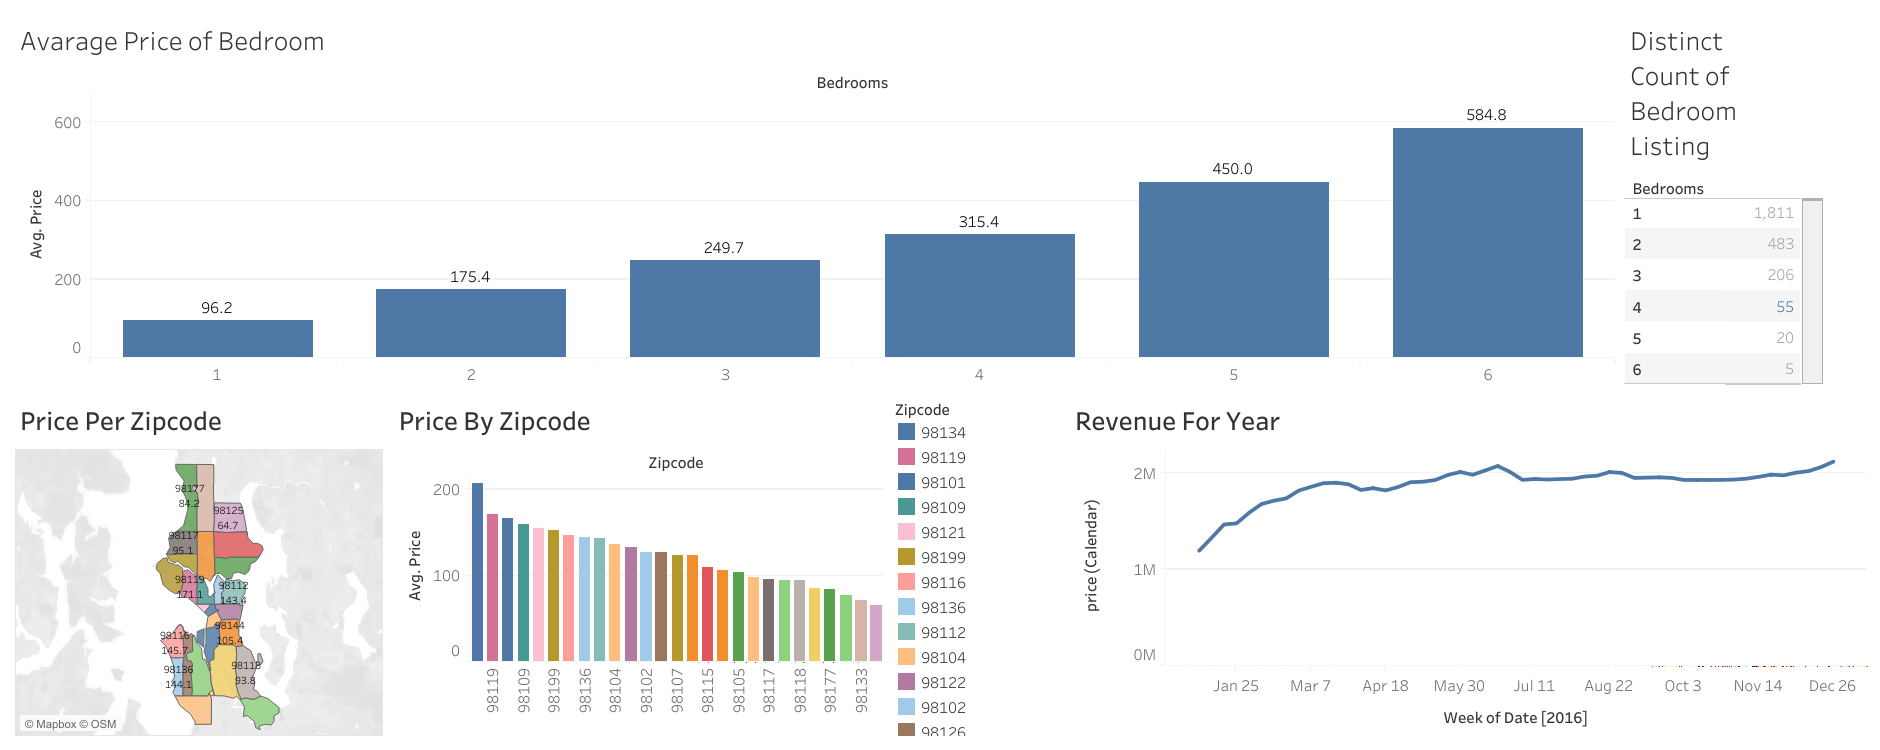 Avarage Price of Bedroom
Bedrooms
Avg. Price
600
400
200
0
96.2
175.4
249.7
315.4
450.0
584.8
1
2
3
4
5
6
Distinct
Count of
Bedroom
Listing
Bedrooms
1 1,811
2 483
3 206
4 55
5 20
6 5
Price Per Zipcode
98177
84.2
98125
64.7
98117
95.1
98119
171.1
98112
143.4
98144
105.4
98116
145.7
98118
93.8
98136
144.1
© Mapbox © OSM
Price By Zipcode
Zipcode
Avg. Price
200
100
0
98119
98109
98199
98136
98104
98102
98107
98115
98105
98117
98118
98177
98133
Zipcode
98134
98119
98101
98109
98121
98199
98116
98136
98112
98104
98122
98102
98126
Revenue For Year
price (Calendar)
2M
1M
0M
Jan 25
Mar 7
Apr 18
May 30
Jul 11
Aug 22
Oct 3
Nov 14
Dec 26
Week of Date [2016]